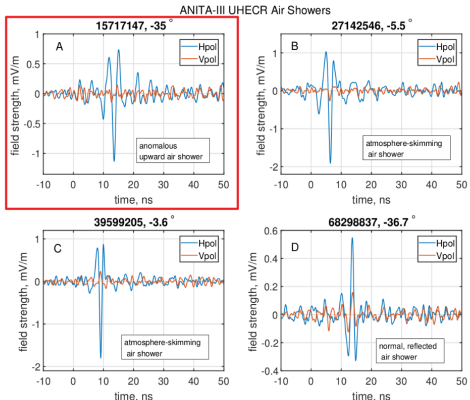 ANITA-III UHECR Air Showers
15717147, -35 °
A
Hpol
Vpol
1
0.5
0
-0.5
-1
field strength, mV/m
anomalous
upward air shower
-10 0 10 20 30 40 50
time, ns
27142546, -5.5 °
B
Hpol
Vpol
1
0
-1
-2
field strength, mV/m
atmosphere-skimming
air shower
-10 0 10 20 30 40 50
time, ns
39599205, -3.6 °
C
Hpol
Vpol
1
0
-1
-2
field strength, mV/m
atmosphere-skimming
air shower
-10 0 10 20 30 40 50
time, ns
68298837, -36.7 °
D
Hpol
Vpol
0.6
0.4
0.2
0
-0.2
-0.4
field strength, mV/m
normal, reflected
air shower
-10 0 10 20 30 40 50
time, ns